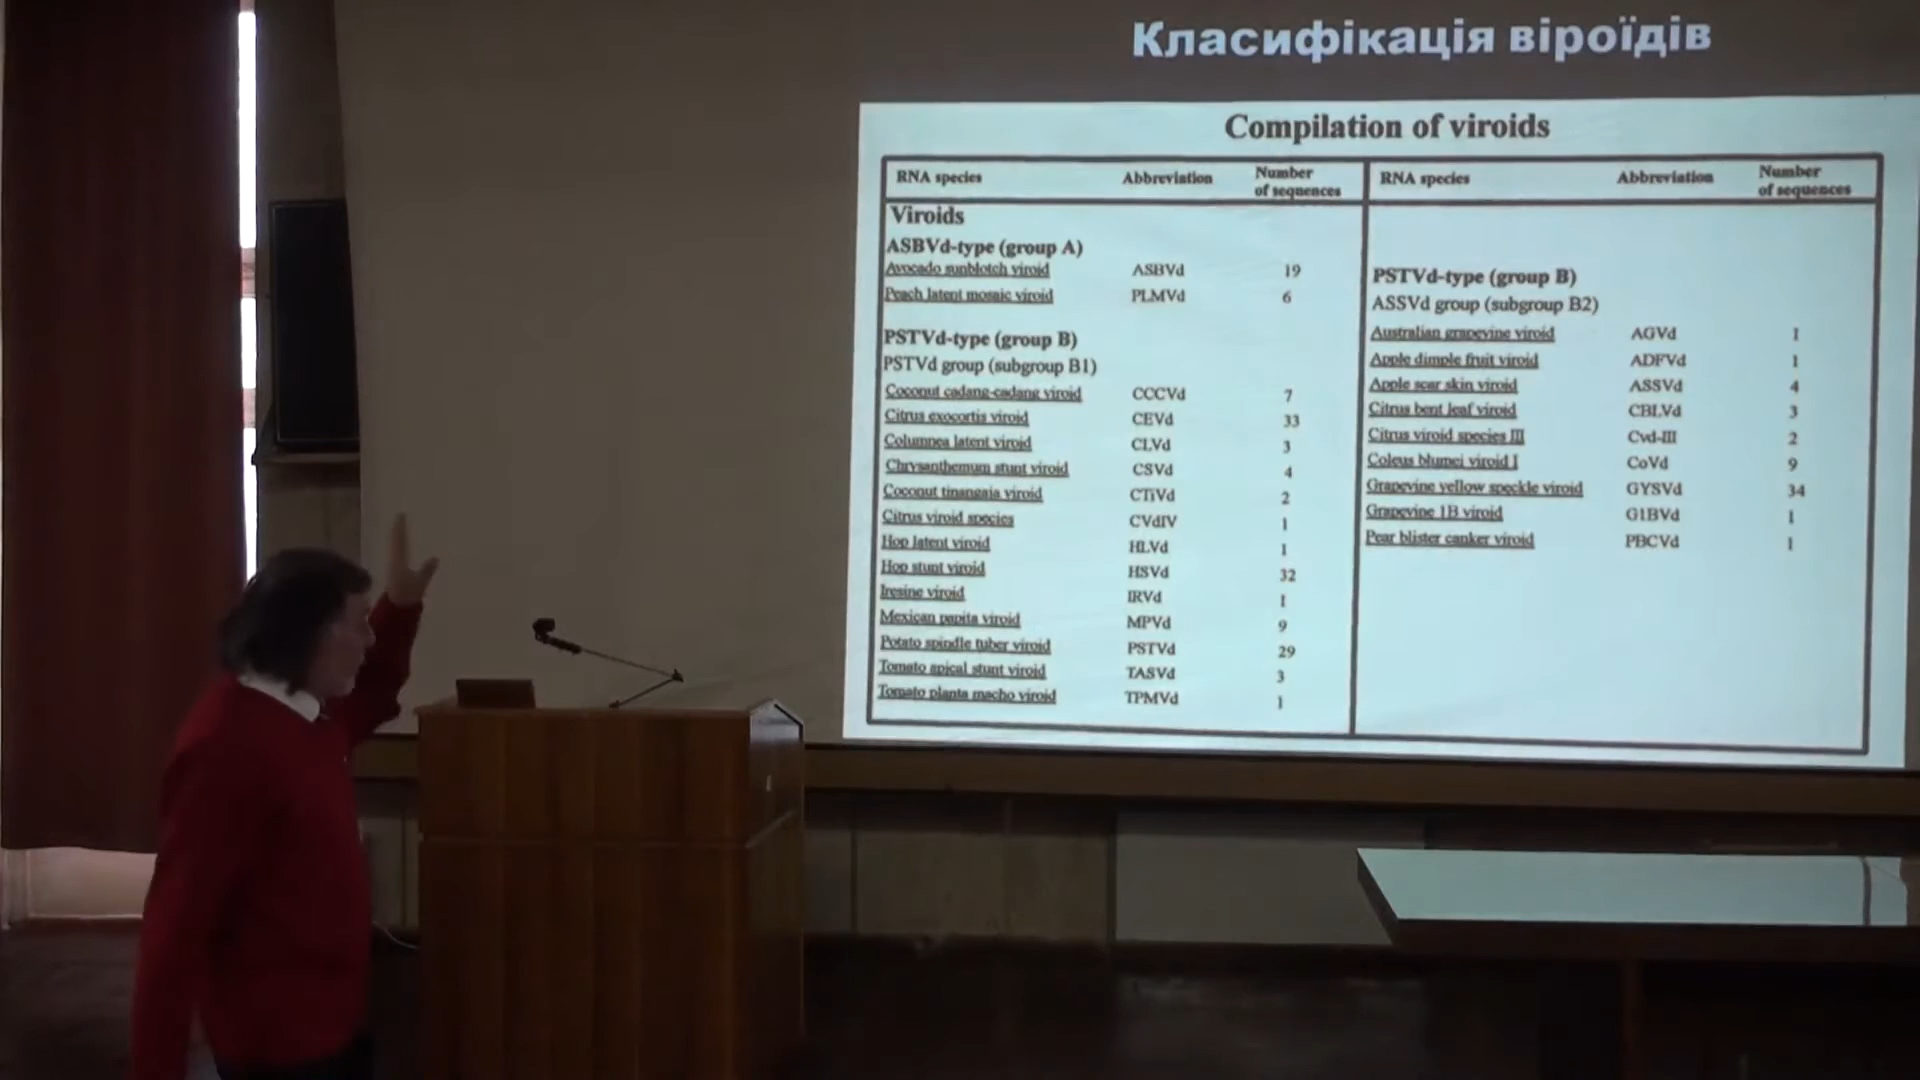 Класифікація віроїдів
Compilation of viroids
RNA species Abbreviation Number of sequences
Viroids
ASBVd-type (group A)
Avocado sunblotch viroid ASBVd 19
Peach latent mosaic viroid PLMVd 6
PSTVd-type (group B)
PSTVd group (subgroup B1)
Coconut cadang-cadang viroid CCCVd 7
Citrus exocortis viroid CEVd 33
Columnea latent viroid CLVd 3
Chrysanthemum stunt viroid CSVd 4
Coconut tinangaja viroid CTiVd 2
Citrus viroid species CVdIV 1
Hop latent viroid HLVd 1
Hop stunt viroid HSVd 32
Iresine viroid IRVd 1
Mexican papita viroid MPVd 9
Potato spindle tuber viroid PSTVd 29
Tomato apical stunt viroid TASVd 3
Tomato planta macho viroid TPMVd 1
RNA species Abbreviation Number of sequences
PSTVd-type (group B)
ASSVd group (subgroup B2)
Australian grapevine viroid AGVd 1
Apple dimple fruit viroid ADFVd 1
Apple scar skin viroid ASSVd 4
Citrus bent leaf viroid CBLVd 3
Citrus viroid species III Cvd-III 2
Coleus blumei viroid I CoVd 9
Grapevine yellow speckle viroid GYSVd 34
Grapevine 1B viroid G1BVd 1
Pear blister canker viroid PBCVd 1